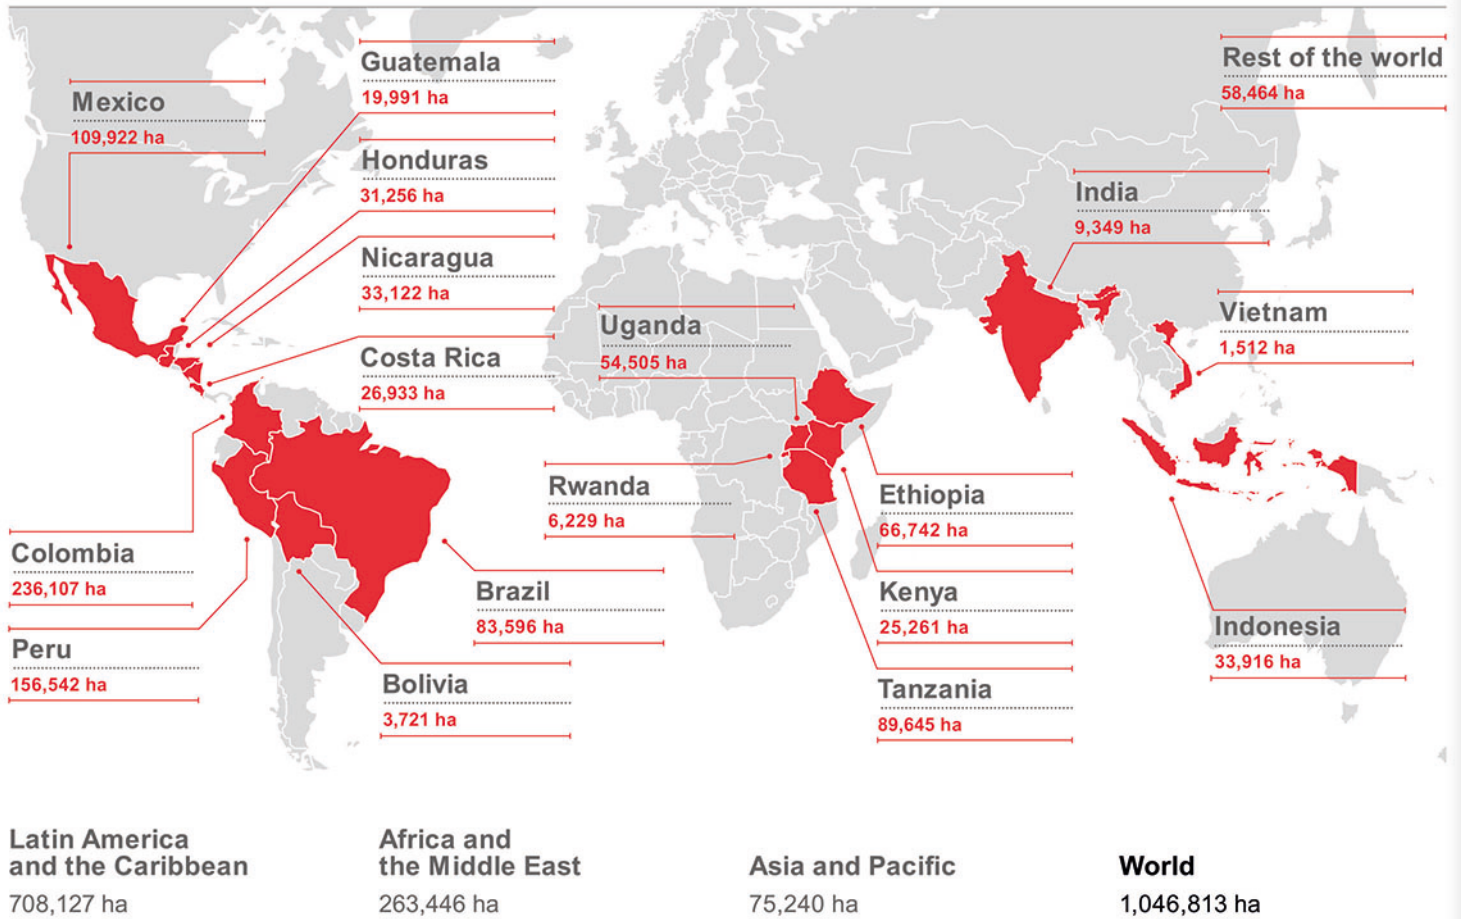 Guatemala
19,991 ha
Rest of the world
58,464 ha
Mexico
109,922 ha
Honduras
31,256 ha
India
9,349 ha
Nicaragua
33,122 ha
Uganda
54,505 ha
Vietnam
1,512 ha
Costa Rica
26,933 ha
Rwanda
6,229 ha
Ethiopia
66,742 ha
Colombia
236,107 ha
Brazil
83,596 ha
Kenya
25,261 ha
Indonesia
33,916 ha
Peru
156,542 ha
Bolivia
3,721 ha
Tanzania
89,645 ha
Latin America
and the Caribbean
708,127 ha
Africa and
the Middle East
263,446 ha
Asia and Pacific
75,240 ha
World
1,046,813 ha